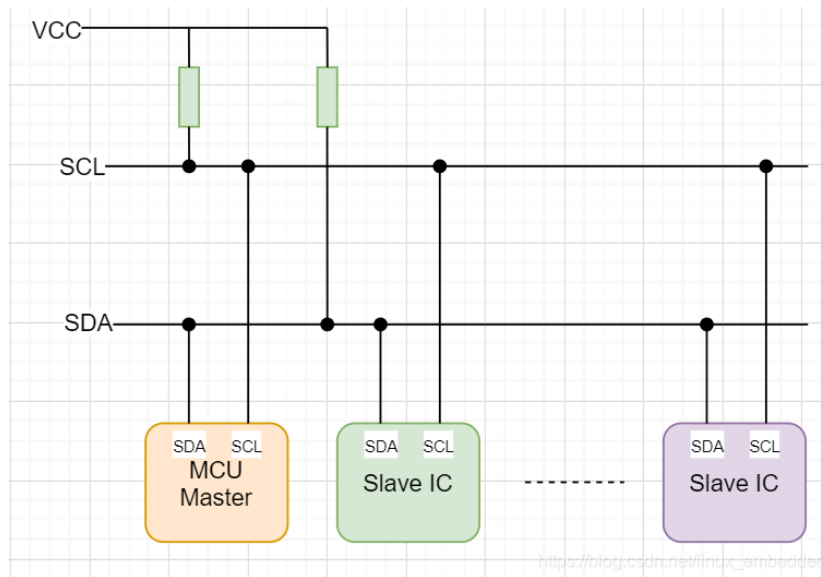 VCC
SCL
SDA
SDA SCL SDA SCL SDA SCL
MCU
Master
Slave IC
Slave IC
https://blog.csdn.net/linux_embedded